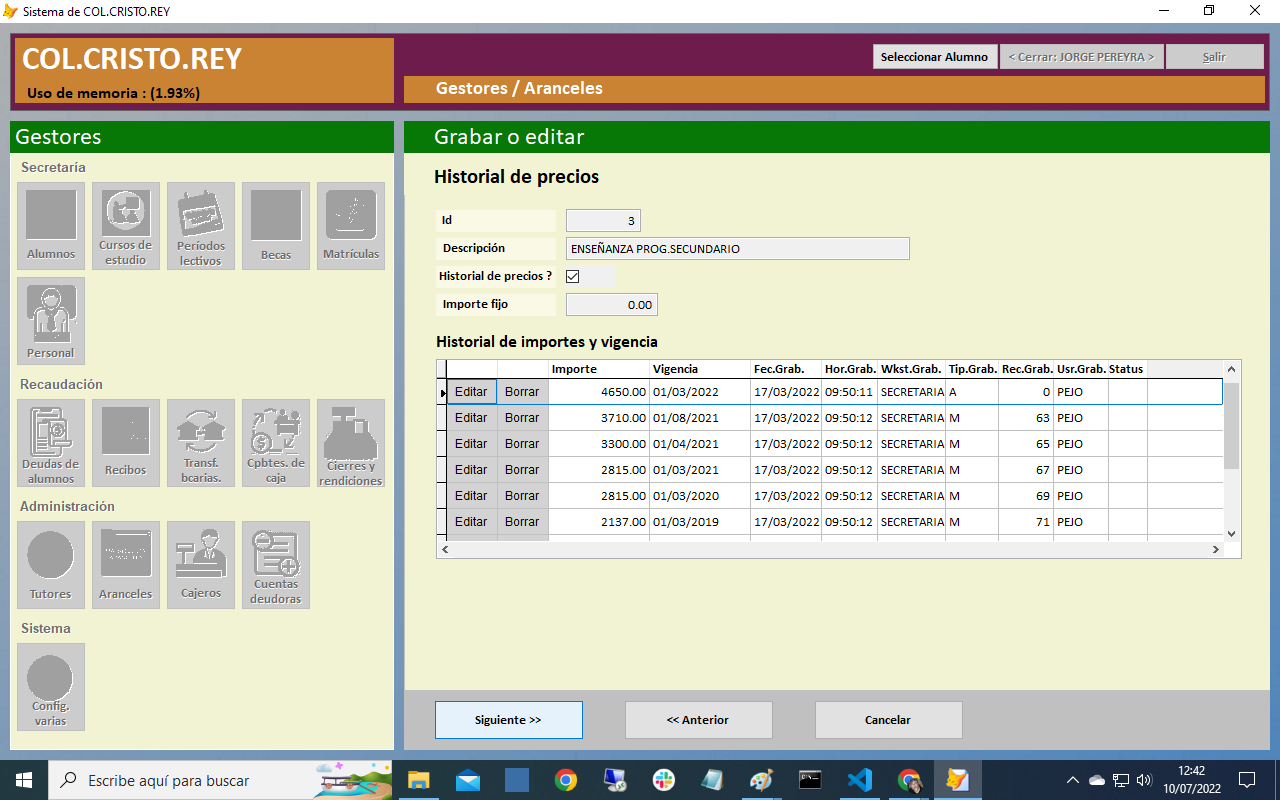 Sistema de COL.CRISTO.REY
COL.CRISTO.REY
Uso de memoria : (1.93%)
Seleccionar Alumno
< Cerrar: JORGE PEREYRA >
Salir
Gestores / Aranceles
Gestores
Secretaría
Alumnos
Cursos de
estudio
Períodos
lectivos
Becas
Matrículas
Personal
Recaudación
Deudas de
alumnos
Recibos
Transf.
bcarias.
Cpbtes. de
caja
Cierres y
rendiciones
Administración
Tutores
Aranceles
Cajeros
Cuentas
deudoras
Sistema
Config.
varias
Grabar o editar
Historial de precios
Id 3
Descripción ENSEÑANZA PROG.SECUNDARIO
Historial de precios ?
Importe fijo 0.00
Historial de importes y vigencia
Importe Vigencia Fec.Grab. Hor.Grab. Wkst.Grab. Tip.Grab. Rec.Grab. Usr.Grab. Status
Editar Borrar 4650.00 01/03/2022 17/03/2022 09:50:11 SECRETARIA A 0 PEJO
Editar Borrar 3710.00 01/08/2021 17/03/2022 09:50:12 SECRETARIA M 63 PEJO
Editar Borrar 3300.00 01/04/2021 17/03/2022 09:50:12 SECRETARIA M 65 PEJO
Editar Borrar 2815.00 01/03/2021 17/03/2022 09:50:12 SECRETARIA M 67 PEJO
Editar Borrar 2815.00 01/03/2020 17/03/2022 09:50:12 SECRETARIA M 69 PEJO
Editar Borrar 2137.00 01/03/2019 17/03/2022 09:50:12 SECRETARIA M 71 PEJO
Siguiente >>
<< Anterior
Cancelar
Escribe aquí para buscar
12:42
10/07/2022